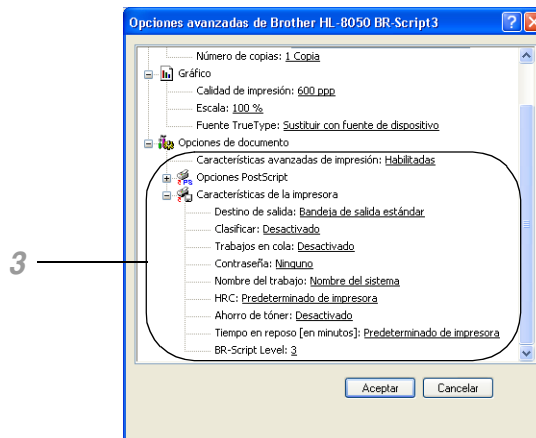 Opciones avanzadas de Brother HL-8050 BR-Script3
Número de copias: 1 Copia
Gráfico
Calidad de impresión: 600 ppp
Escala: 100 %
Fuente TrueType: Sustituir con fuente de dispositivo
Opciones de documento
Características avanzadas de impresión: Habilitadas
Opciones PostScript
Características de la impresora
Destino de salida: Bandeja de salida estándar
Clasificar: Desactivado
Trabajos en cola: Desactivado
Contraseña: Ninguno
3
Nombre del trabajo: Nombre del sistema
HRC: Predeterminado de impresora
Ahorro de tóner: Desactivado
Tiempo en reposo [en minutos]: Predeterminado de impresora
BR-Script Level: 3
Aceptar Cancelar